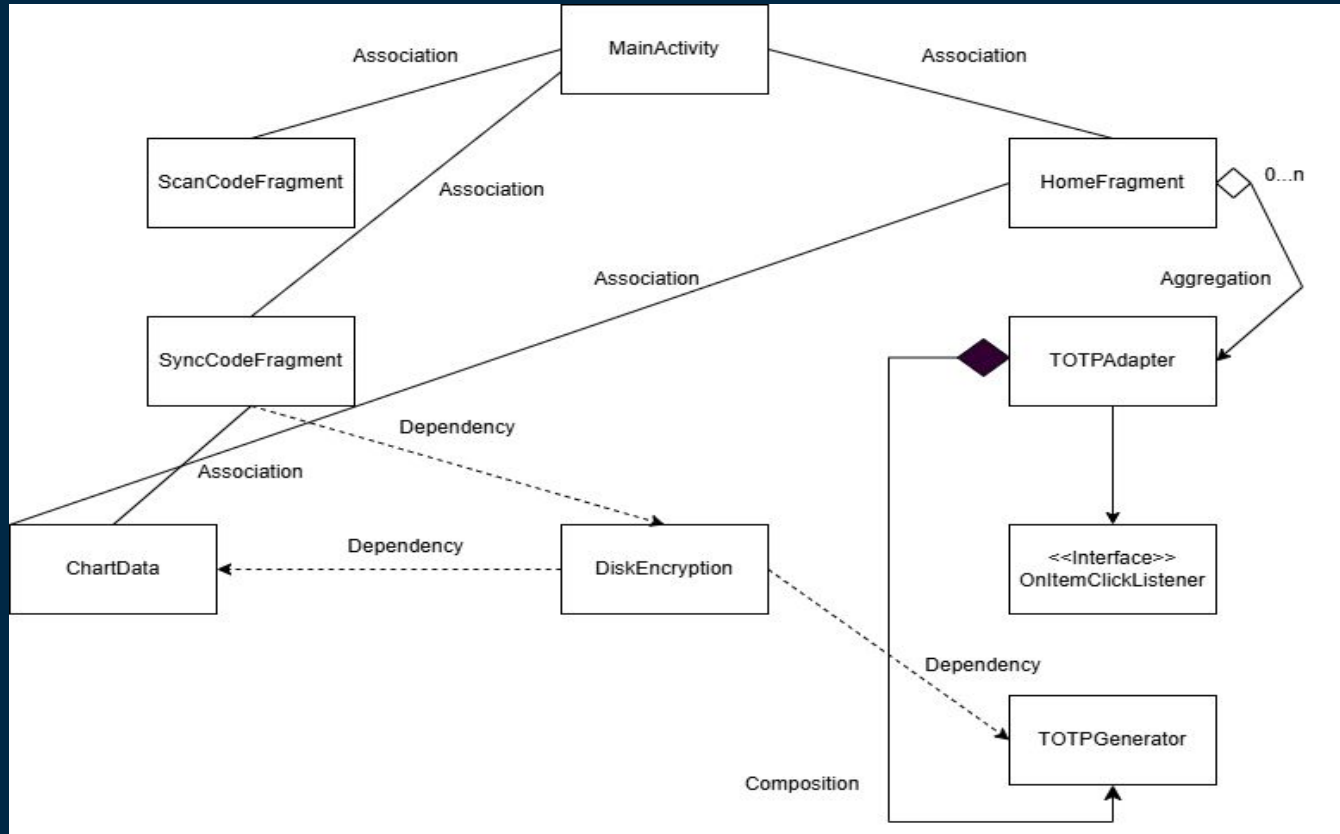 MainActivity
Association
Association
ScanCodeFragment
HomeFragment
0...n
Association
Association
Aggregation
SyncCodeFragment
TOTPAdapter
Dependency
Association
Dependency
ChartData
DiskEncryption
<<Interface>>
OnItemClickListener
Dependency
TOTPGenerator
Composition